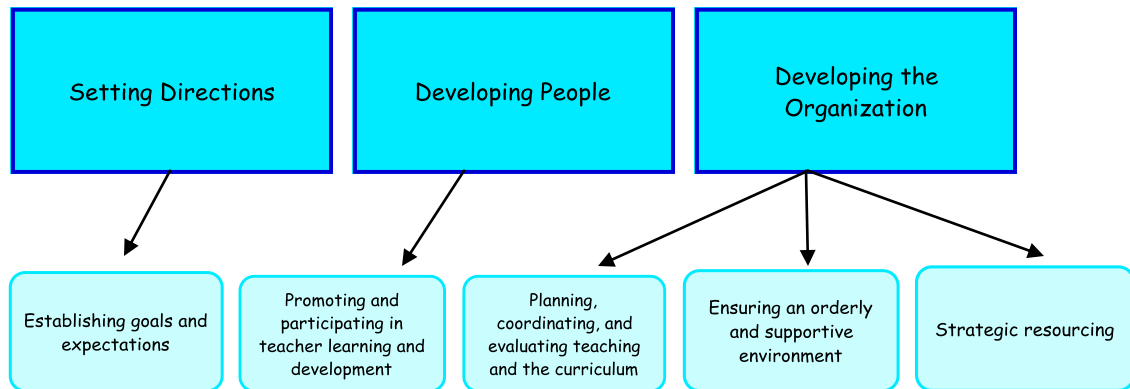 Setting Directions
Developing People
Developing the
Organization
Establishing goals and
expectations
Promoting and
participating in
teacher learning and
development
Planning,
coordinating, and
evaluating teaching
and the curriculum
Ensuring an orderly
and supportive
environment
Strategic resourcing